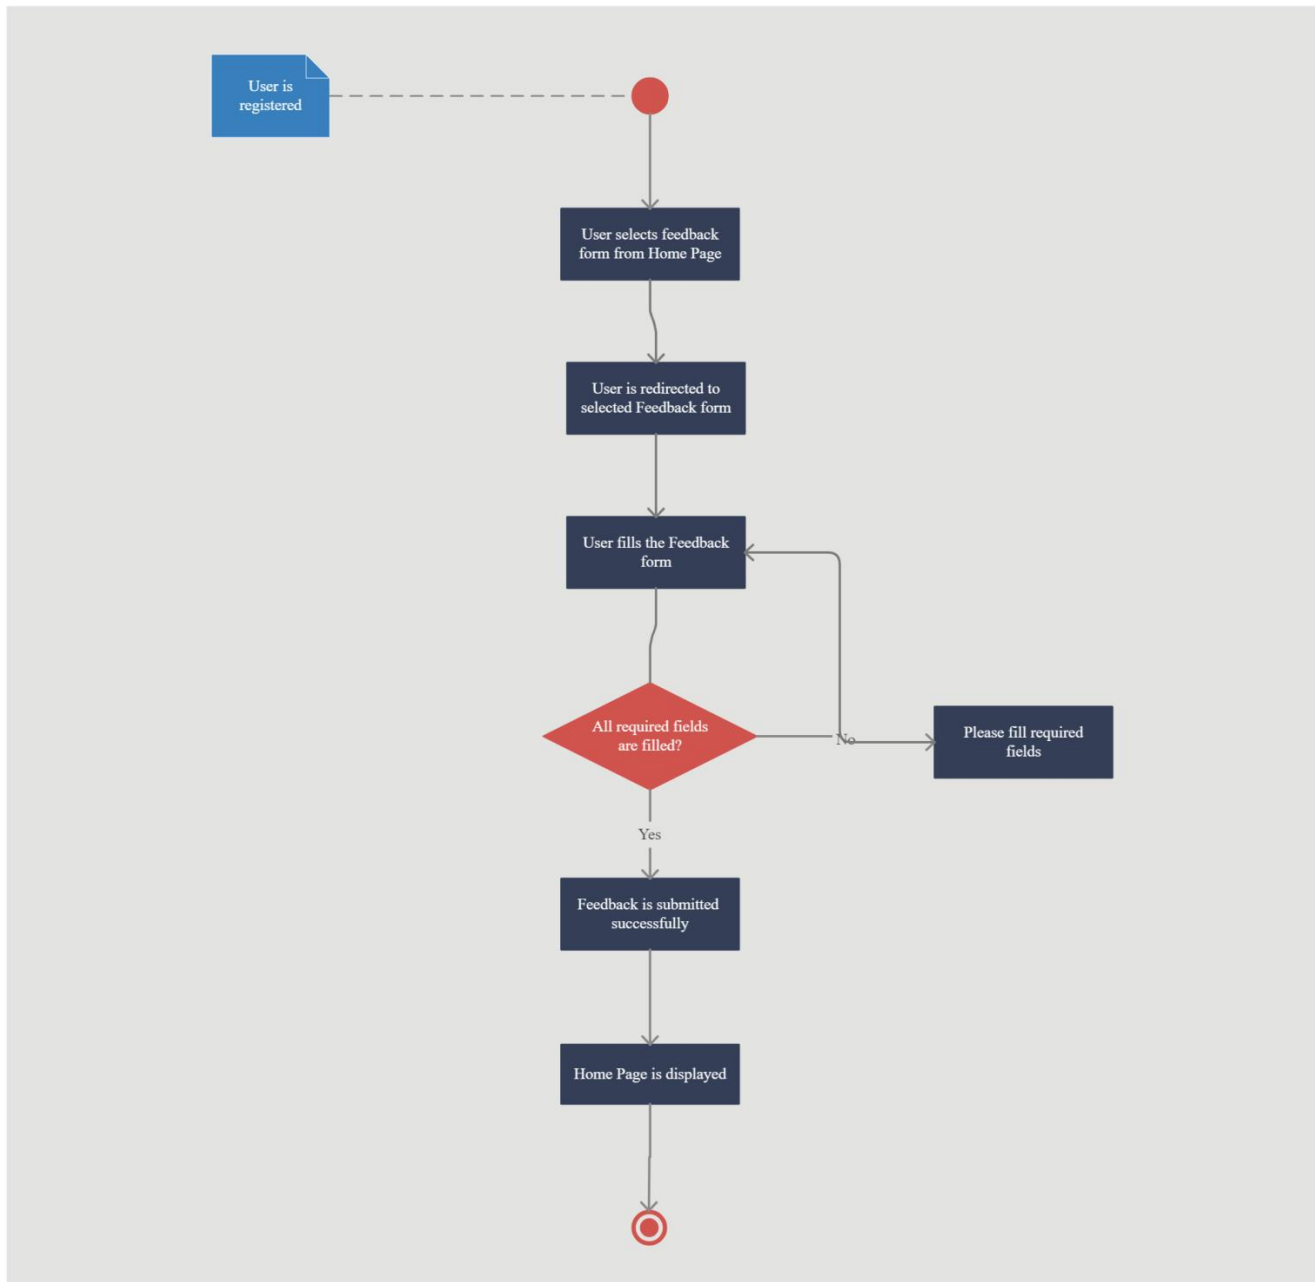 User is
registered
User selects feedback
form from Home Page
User is redirected to
selected Feedback form
User fills the Feedback
form
All required fields
are filled?
No
Please fill required
fields
Yes
Feedback is submitted
successfully
Home Page is displayed